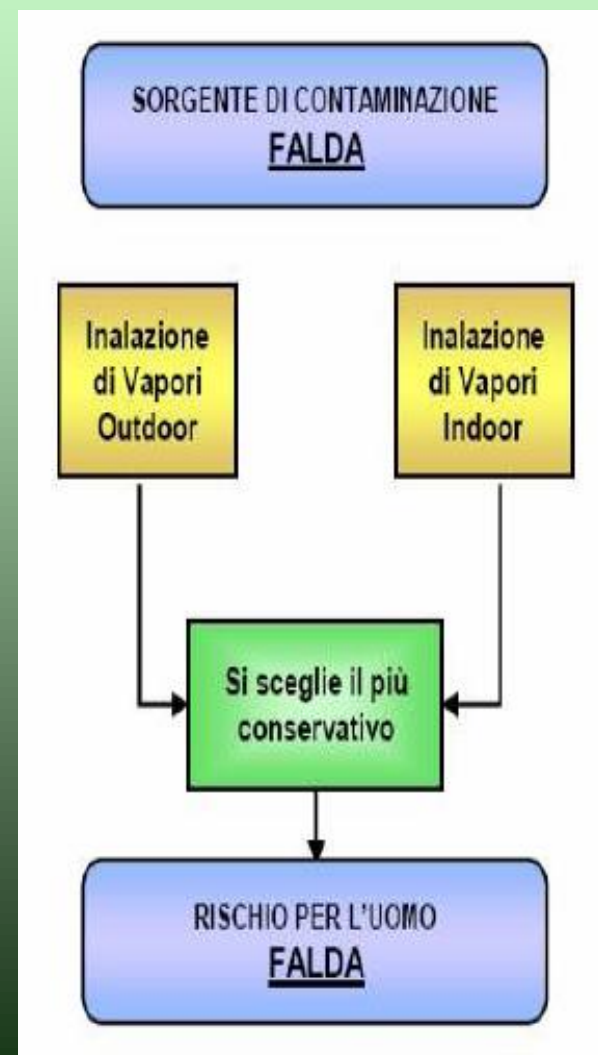 SORGENTE DI CONTAMINAZIONE
FALDA
Inalazione
di Vapori
Outdoor
Inalazione
di Vapori
Indoor
Si sceglie il più
conservativo
RISCHIO PER L'UOMO
FALDA